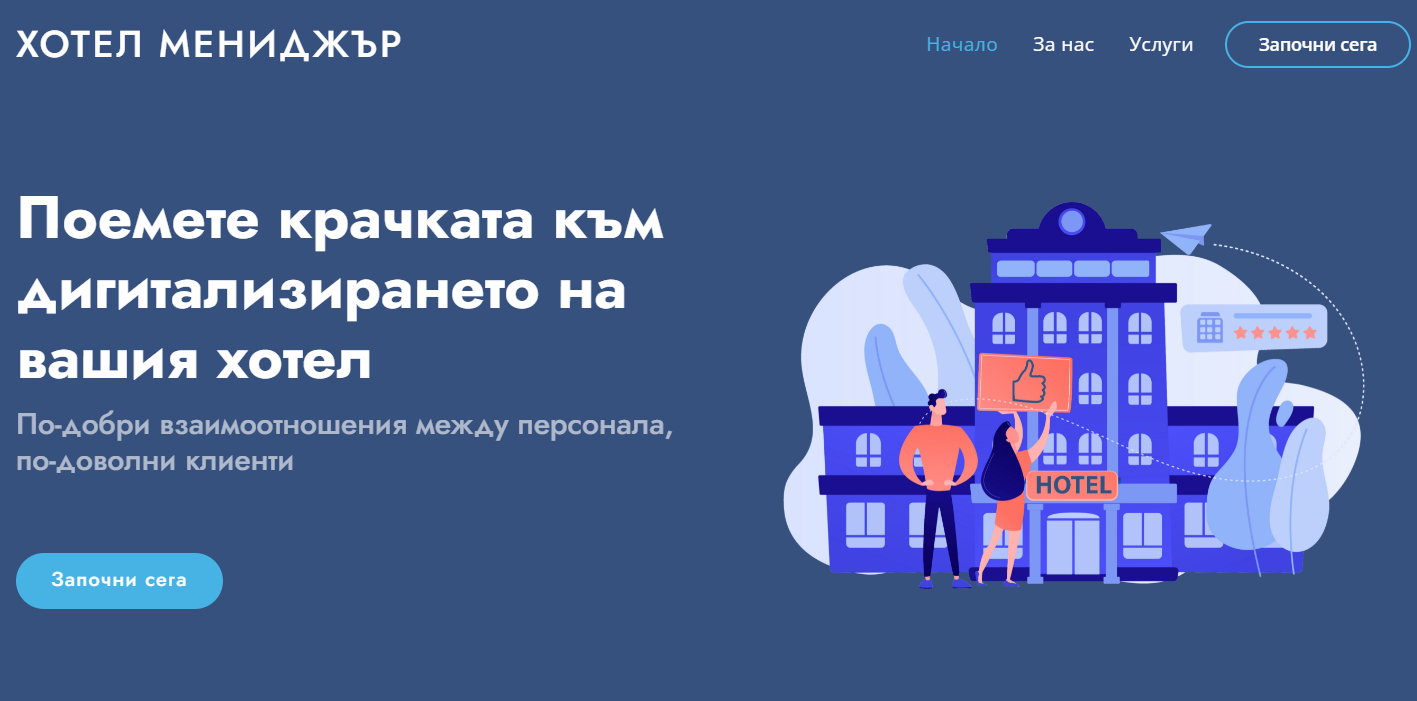 ХОТЕЛ МЕНИДЖЪР
Начало
За нас
Услуги
Започни сега
Поемете крачката към
дигитализирането на
вашия хотел
По-добри взаимоотношения между персонала,
по-доволни клиенти
Започни сега
HOTEL